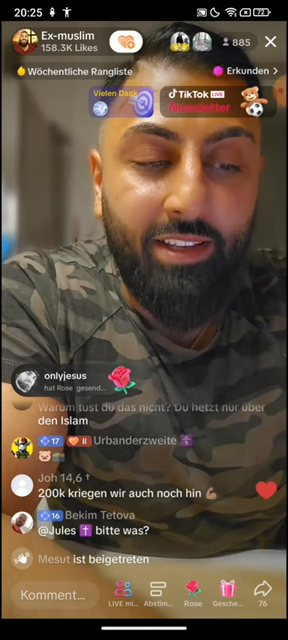 20:25
72
Ex-muslim
158.3K Likes
885
Wöchentliche Rangliste
Erkunden >
Vielen Dank
TikTok LIVE
Newsletter
onlyjesus
hat Rose gesend...
Warum tust du das nicht? Du hetzt nur über
den Islam
17 II Urbanderzweite
Joh 14,6 †
200k kriegen wir auch noch hin
16 Bekim Tetova
@Jules bitte was?
Mesut ist beigetreten
Komment...
LIVE mi...
Abstim...
Rose
Gesche...
76